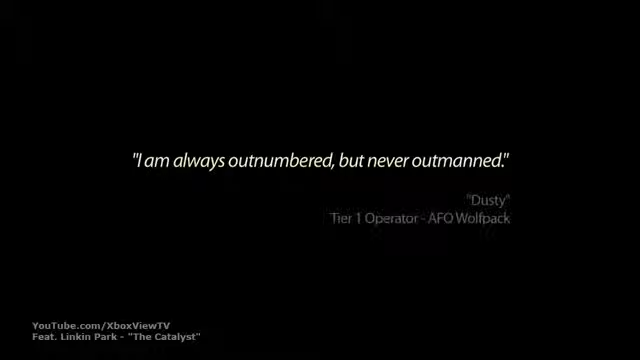 "I am always outnumbered, but never outmanned."
"Dusty"
Tier 1 Operator - AFO Wolfpack
YouTube.com/XboxViewTV
Feat. Linkin Park - "The Catalyst"